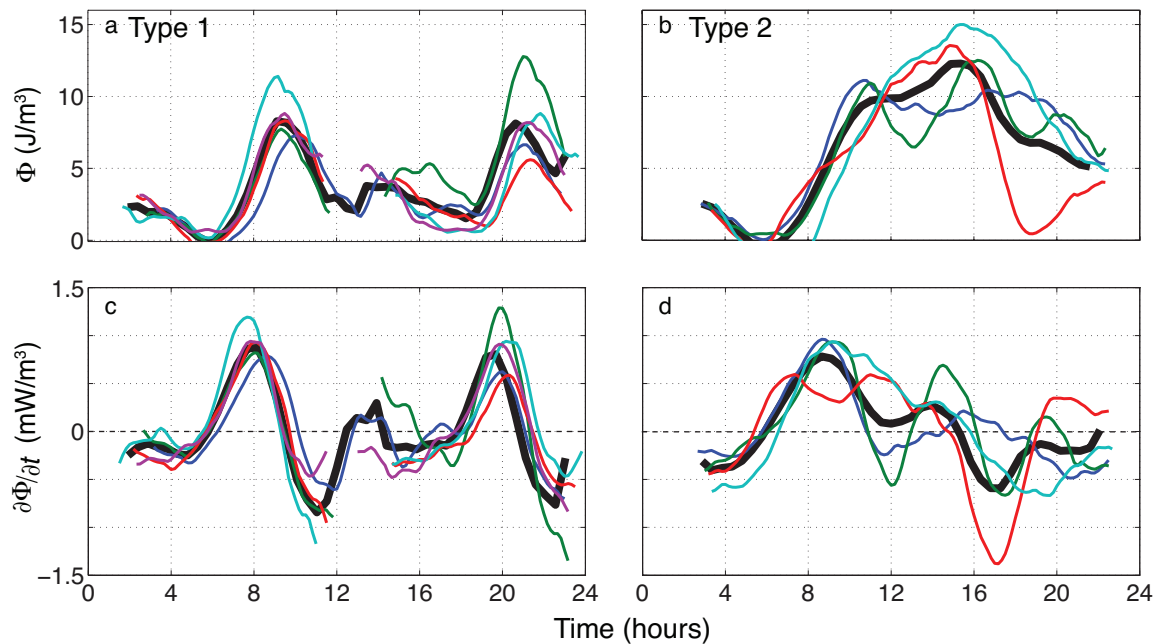 a Type 1
b Type 2
15
10
5
0
Φ (J/m³)
c
d
1.5
0
−1.5
∂Φ/∂t (mW/m³)
0 4 8 12 16 20 24
0 4 8 12 16 20 24
Time (hours)